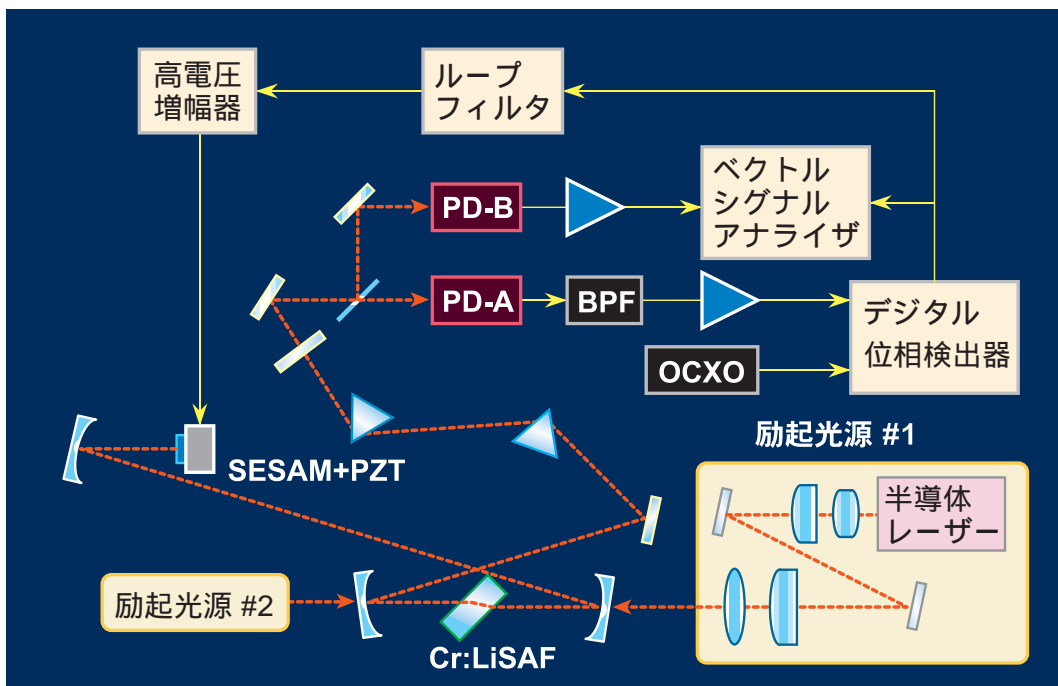 高電圧
増幅器
ループ
フィルタ
ベクトル
シグナル
アナライザ
PD-B
PD-A
BPF
OCXO
デジタル
位相検出器
SESAM+PZT
励起光源 #1
半導体
レーザー
励起光源 #2
Cr:LiSAF